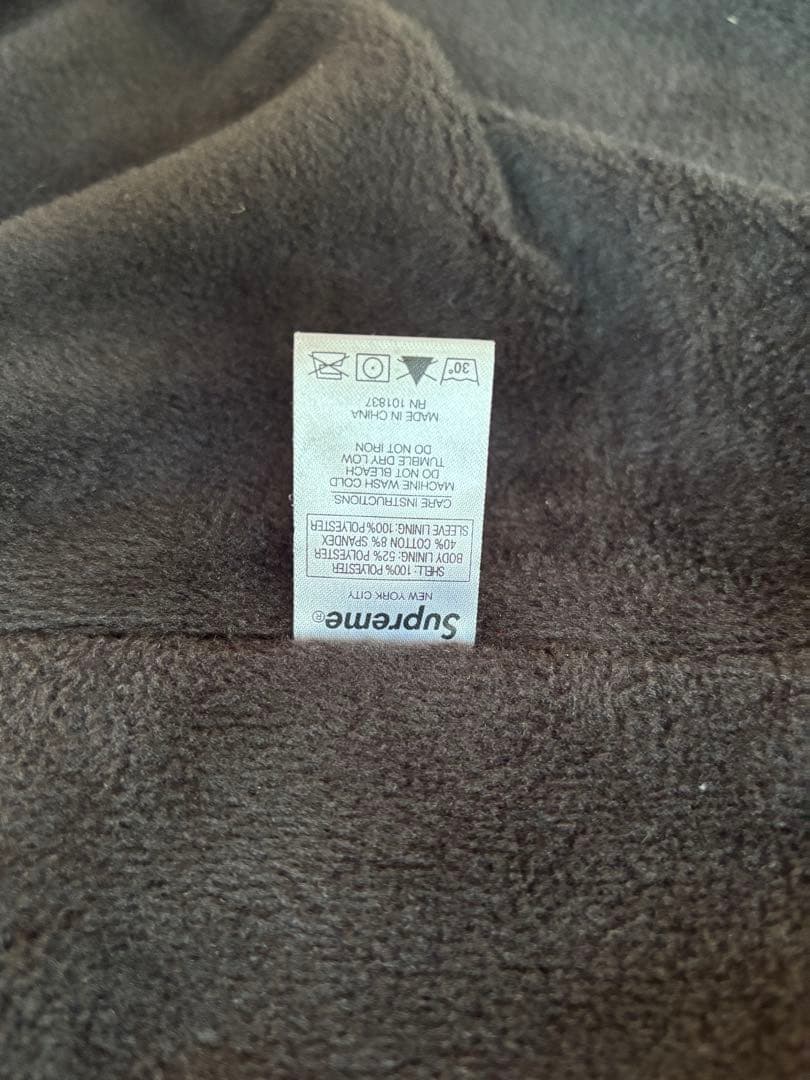 Supreme®
NEW YORK CITY
SHELL: 100% POLYESTER
BODY LINING: 52% POLYESTER
40% COTTON 8% SPANDEX
SLEEVE LINING: 100% POLYESTER
CARE INSTRUCTIONS
MACHINE WASH COLD
DO NOT BLEACH
TUMBLE DRY LOW
DO NOT IRON
MADE IN CHINA
RN 101837
30°